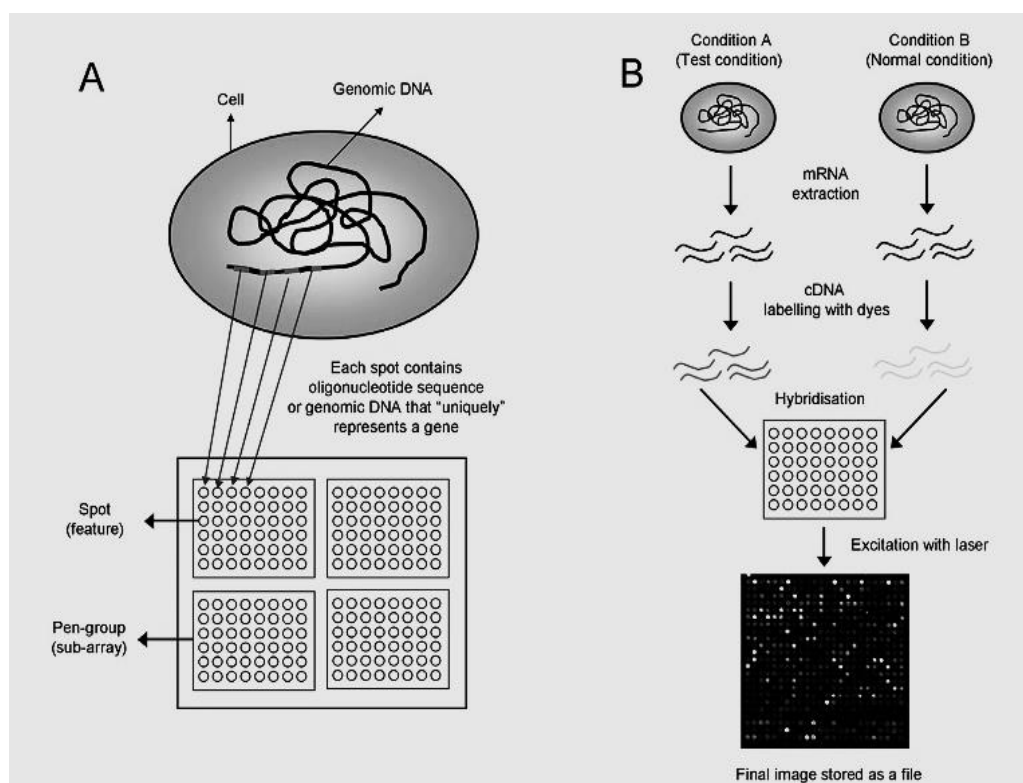 A
Cell
Genomic DNA
Each spot contains
oligonucleotide sequence
or genomic DNA that "uniquely"
represents a gene
Spot
(feature)
Pen-group
(sub-array)
B
Condition A
(Test condition)
Condition B
(Normal condition)
mRNA
extraction
cDNA
labelling with dyes
Hybridisation
Excitation with laser
Final image stored as a file